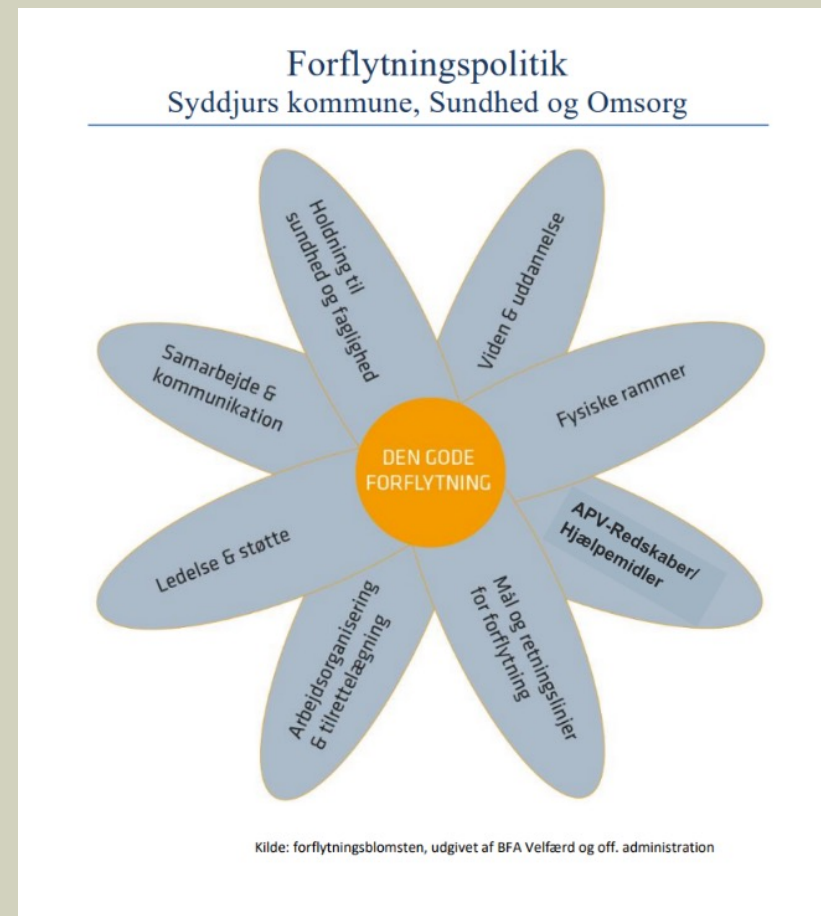 Forflytningspolitik
Syddjurs kommune, Sundhed og Omsorg
Holdning til
sundhed og faglighed
Viden & uddannelse
Samarbejde &
kommunikation
Fysiske rammer
DEN GODE
FORFLYTNING
Ledelse & støtte
APV-Redskaber/
Hjælpemidler
Arbejdsorganisering
& tilrettelægning
Mål og retningslinjer
for forflytning
Kilde: forflytningsblomsten, udgivet af BFA Velfærd og off. administration